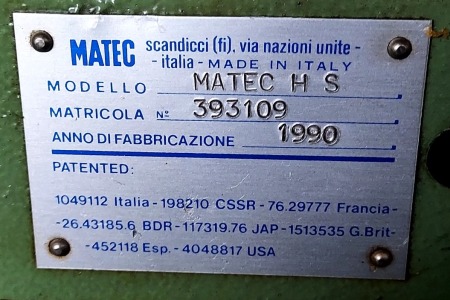 MATEC scandicci (fi), via nazioni unite -
-italia- MADE IN ITALY
MODELLO MATEC H S
MATRICOLA N° 393109
ANNO DI FABBRICAZIONE 1990
PATENTED:
1049112 Italia - 198210 CSSR - 76.29777 Francia-
-26.43185.6 BDR - 117319.76 JAP - 1513535 G.Brit-
-452118 Esp. - 4048817 USA